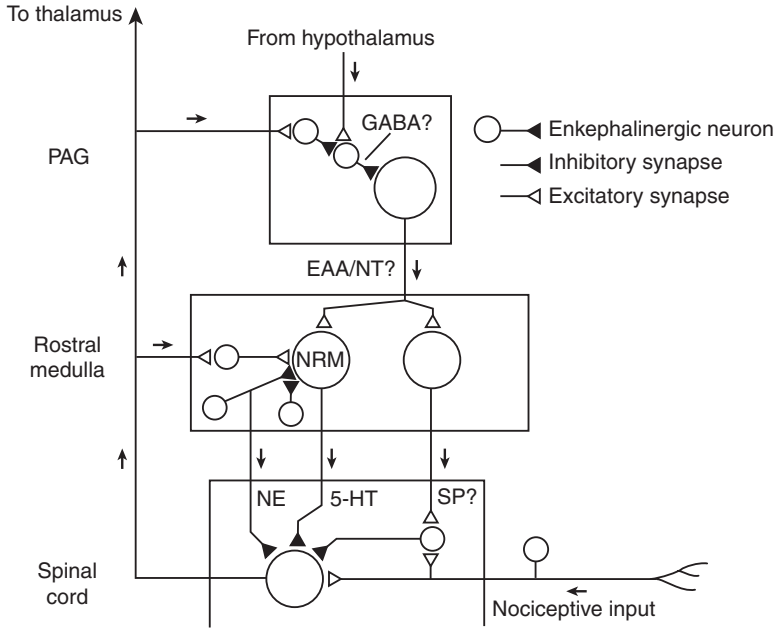 To thalamus
From hypothalamus
GABA?
PAG
Enkephalinergic neuron
Inhibitory synapse
Excitatory synapse
EAA/NT?
Rostral
medulla
NRM
NE
5-HT
SP?
Spinal
cord
Nociceptive input